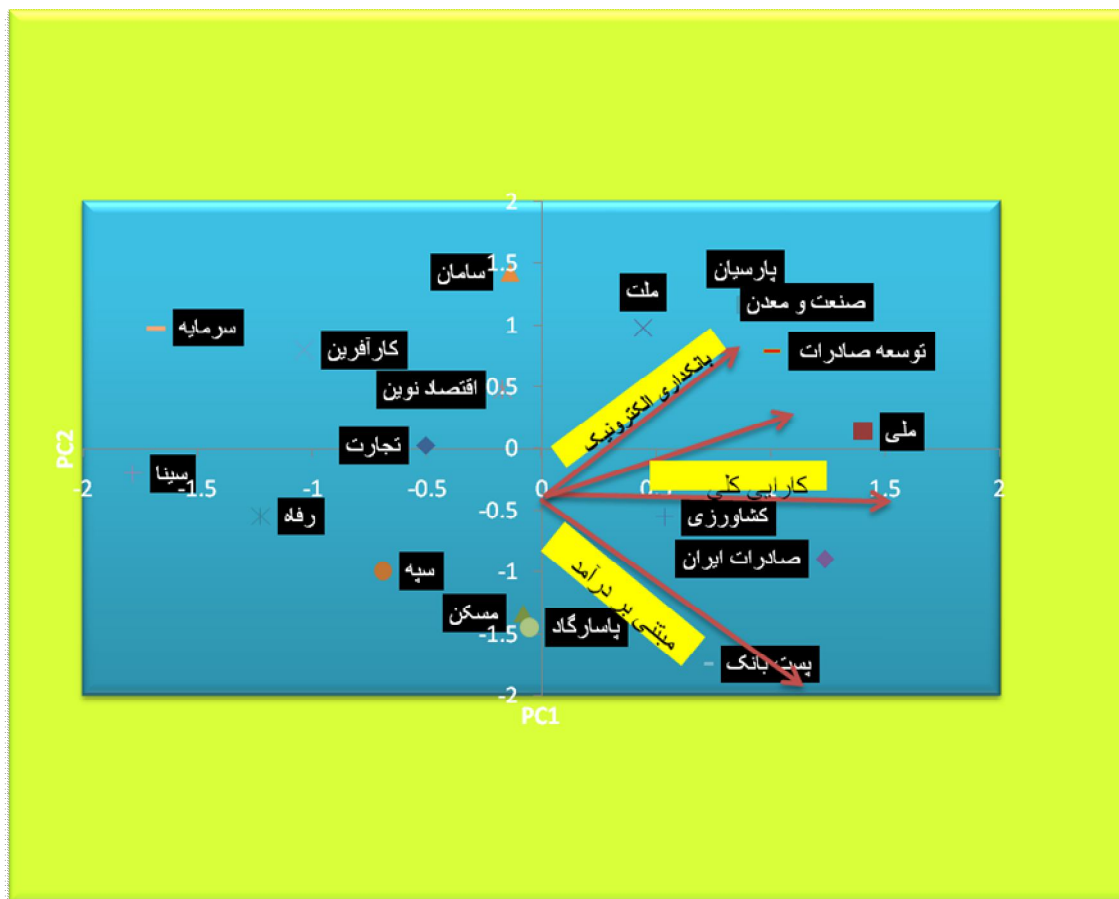 2
پارسیان
1.5
سامان
ملت
صنعت و معدن
1
سرمایه
کارآفرین
توسعه صادرات
بانکداری الکترونیک
0.5
اقتصاد نوین
ملی
تجارت
0
PC2
سینا
کارایی کلی
-2
-1.5
-1
-0.5
0
0.5
1.5
2
-0.5
رفاه
کشاورزی
صادرات ایران
-1
سپه
مبتنی بر درآمد
مسکن
-1.5
پاسارگاد
پست بانک
-2
PC1